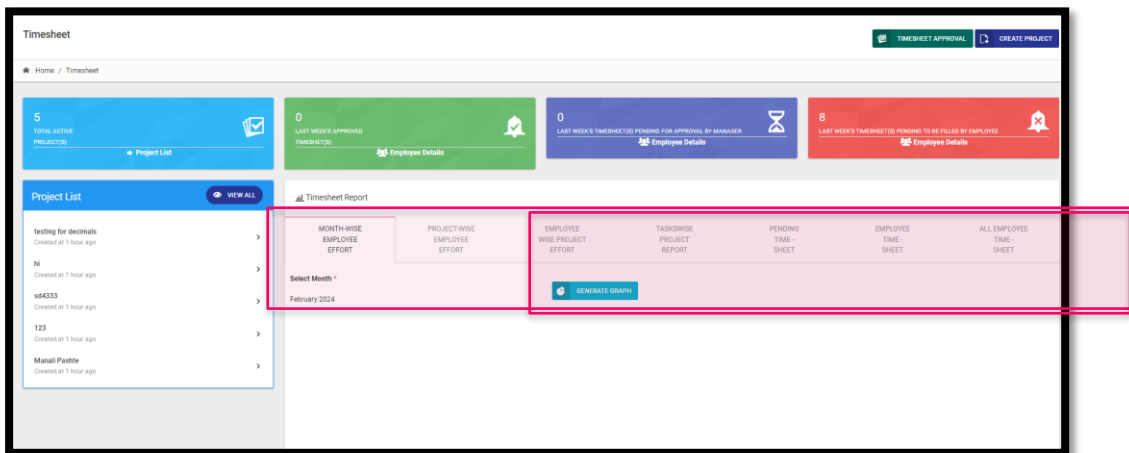 Timesheet
TIMESHEET APPROVAL
CREATE PROJECT
Home / Timesheet
5
TOTAL ACTIVE
PROJECT(S)
Project List
0
LAST WEEK'S APPROVED
TIMESHET(S)
Employee Details
0
LAST WEEK'S TIMESHEET(S) PENDING FOR APPROVAL BY MANAGER
Employee Details
8
LAST WEEK'S TIMESHEET(S) PENDING TO BE FILLED BY EMPLOYEE
Employee Details
Project List
VIEW ALL
testing for decimals
Created at 1 hour ago
hi
Created at 1 hour ago
sd4333
Created at 1 hour ago
123
Created at 1 hour ago
Manali Pashte
Created at 1 hour ago
Timesheet Report
MONTH-WISE
EMPLOYEE
EFFORT
PROJECT-WISE
EMPLOYEE
EFFORT
EMPLOYEE
WISE PROJECT
EFFORT
TASKSWISE
PROJECT
REPORT
PENDING
TIME-
SHEET
EMPLOYEE
TIME-
SHEET
ALL EMPLOYEE
TIME-
SHEET
Select Month *
February 2024
GENERATE GRAPH